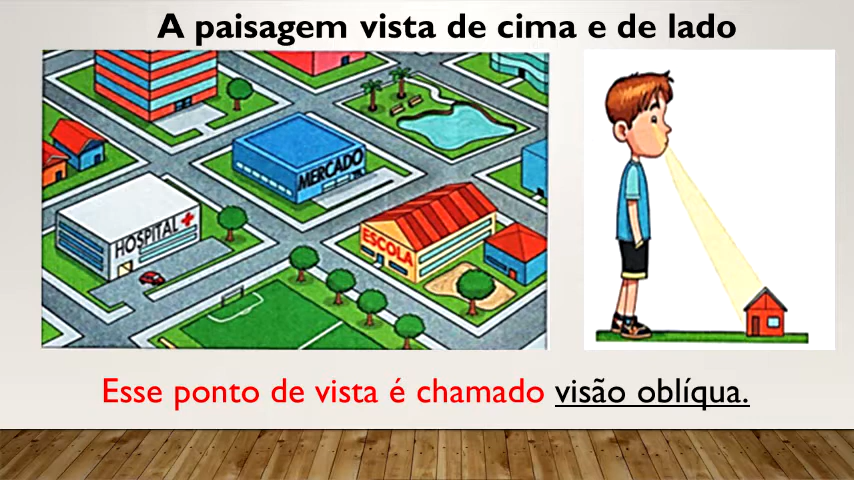 A paisagem vista de cima e de lado
MERCADO
HOSPITAL
ESCOLA
Esse ponto de vista é chamado visão oblíqua.